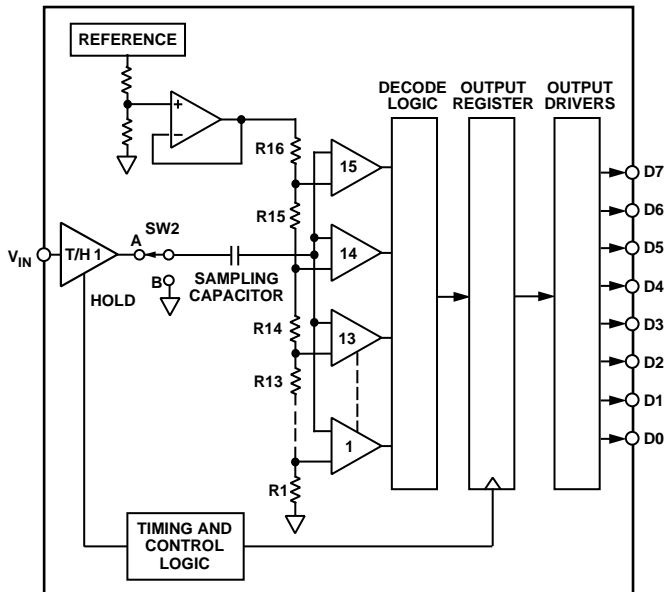 REFERENCE
+
−
R16
R15
R14
R13
R1
15
14
13
1
DECODE
LOGIC
OUTPUT
REGISTER
OUTPUT
DRIVERS
D7
D6
D5
D4
D3
D2
D1
D0
VIN
T/H 1
A
SW2
B
HOLD
SAMPLING
CAPACITOR
TIMING AND
CONTROL
LOGIC